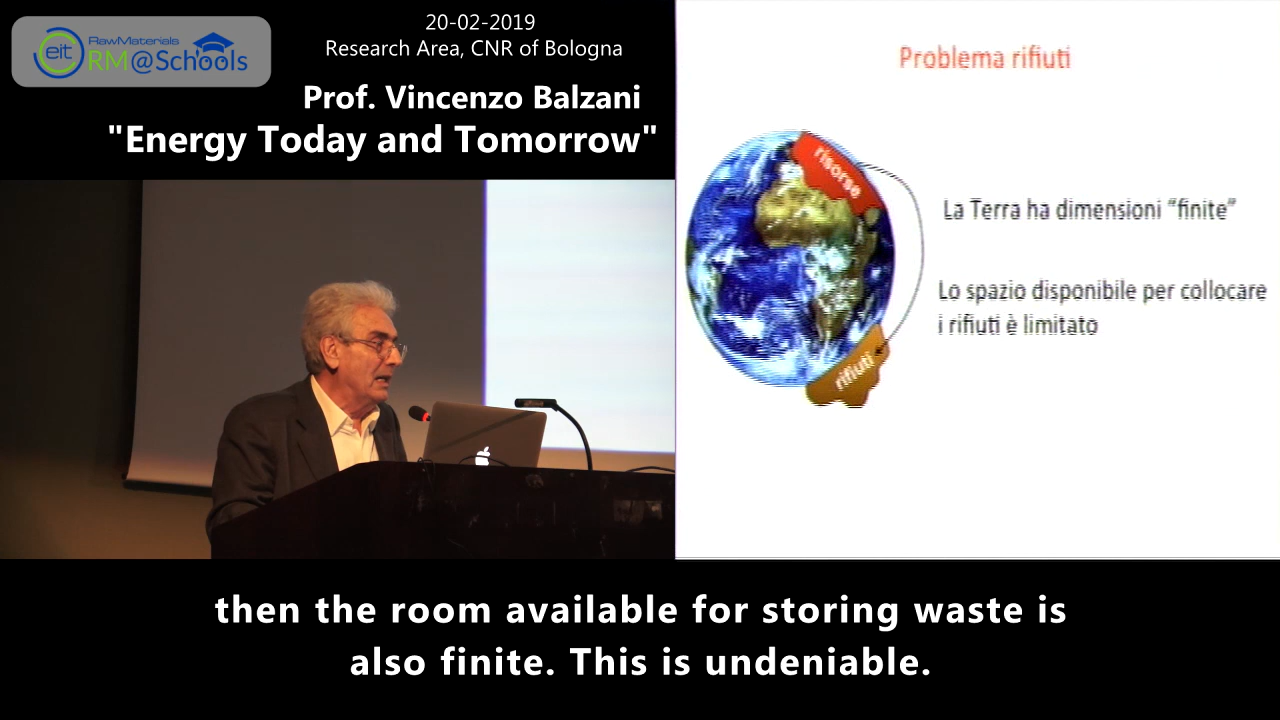 eit RawMaterials
RM@Schools
20-02-2019
Research Area, CNR of Bologna
Prof. Vincenzo Balzani
"Energy Today and Tomorrow"
Problema rifiuti
risorse
La Terra ha dimensioni “finite”
Lo spazio disponibile per collocare
i rifiuti è limitato
rifiuti
then the room available for storing waste is
also finite. This is undeniable.